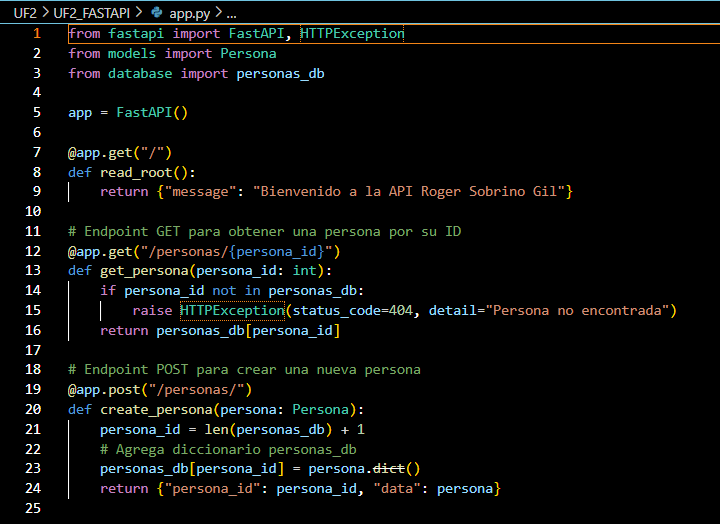 UF2 > UF2_FASTAPI > app.py > ...
1 from fastapi import FastAPI, HTTPException
2 from models import Persona
3 from database import personas_db
4
5 app = FastAPI()
6
7 @app.get("/")
8 def read_root():
9     return {"message": "Bienvenido a la API Roger Sobrino Gil"}
10
11 # Endpoint GET para obtener una persona por su ID
12 @app.get("/personas/{persona_id}")
13 def get_persona(persona_id: int):
14     if persona_id not in personas_db:
15         raise HTTPException(status_code=404, detail="Persona no encontrada")
16     return personas_db[persona_id]
17
18 # Endpoint POST para crear una nueva persona
19 @app.post("/personas/")
20 def create_persona(persona: Persona):
21     persona_id = len(personas_db) + 1
22     # Agrega diccionario personas_db
23     personas_db[persona_id] = persona.dict()
24     return {"persona_id": persona_id, "data": persona}
25